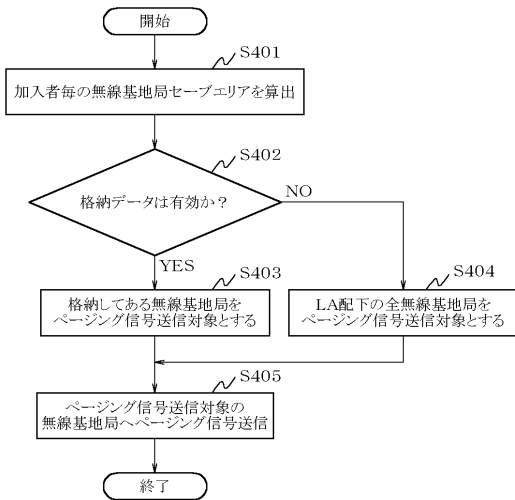 開始
S401
加入者毎の無線基地局セーブエリアを算出
S402
格納データは有効か?
NO
YES
S403
格納してある無線基地局を
ページング信号送信対象とする
S404
LA配下の全無線基地局を
ページング信号送信対象とする
S405
ページング信号送信対象の
無線基地局へページング信号送信
終了